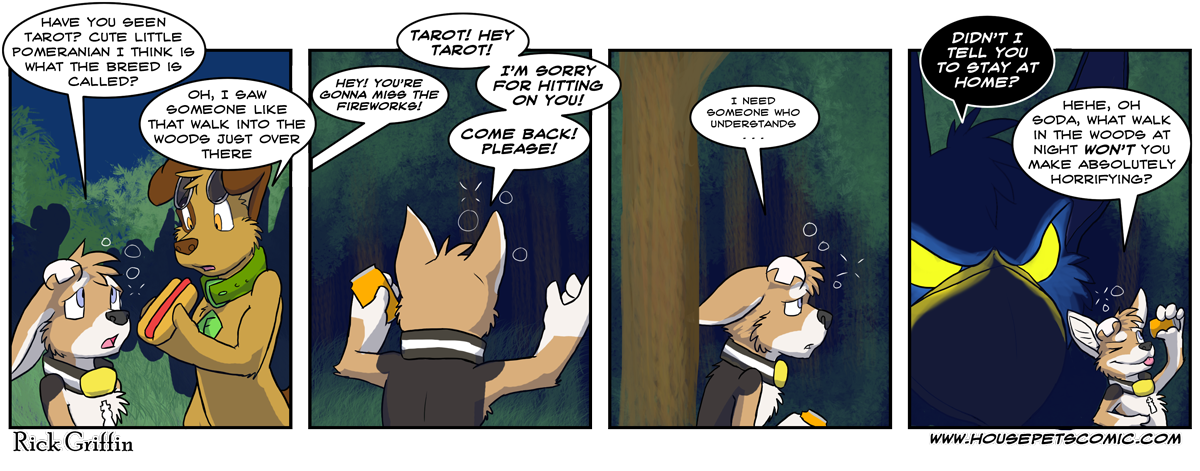 HAVE YOU SEEN
TAROT? CUTE LITTLE
POMERANIAN I THINK IS
WHAT THE BREED IS
CALLED?
OH, I SAW
SOMEONE LIKE
THAT WALK INTO THE
WOODS JUST OVER
THERE
TAROT! HEY
TAROT!
HEY! YOU'RE
GONNA MISS THE
FIREWORKS!
I'M SORRY
FOR HITTING
ON YOU!
COME BACK!
PLEASE!
I NEED
SOMEONE WHO
UNDERSTANDS
. . .
DIDN'T I
TELL YOU
TO STAY AT
HOME?
HEHE, OH
SODA, WHAT WALK
IN THE WOODS AT
NIGHT WON'T YOU
MAKE ABSOLUTELY
HORRIFYING?
Rick Griffin
WWW.HOUSEPETSCOMIC.COM